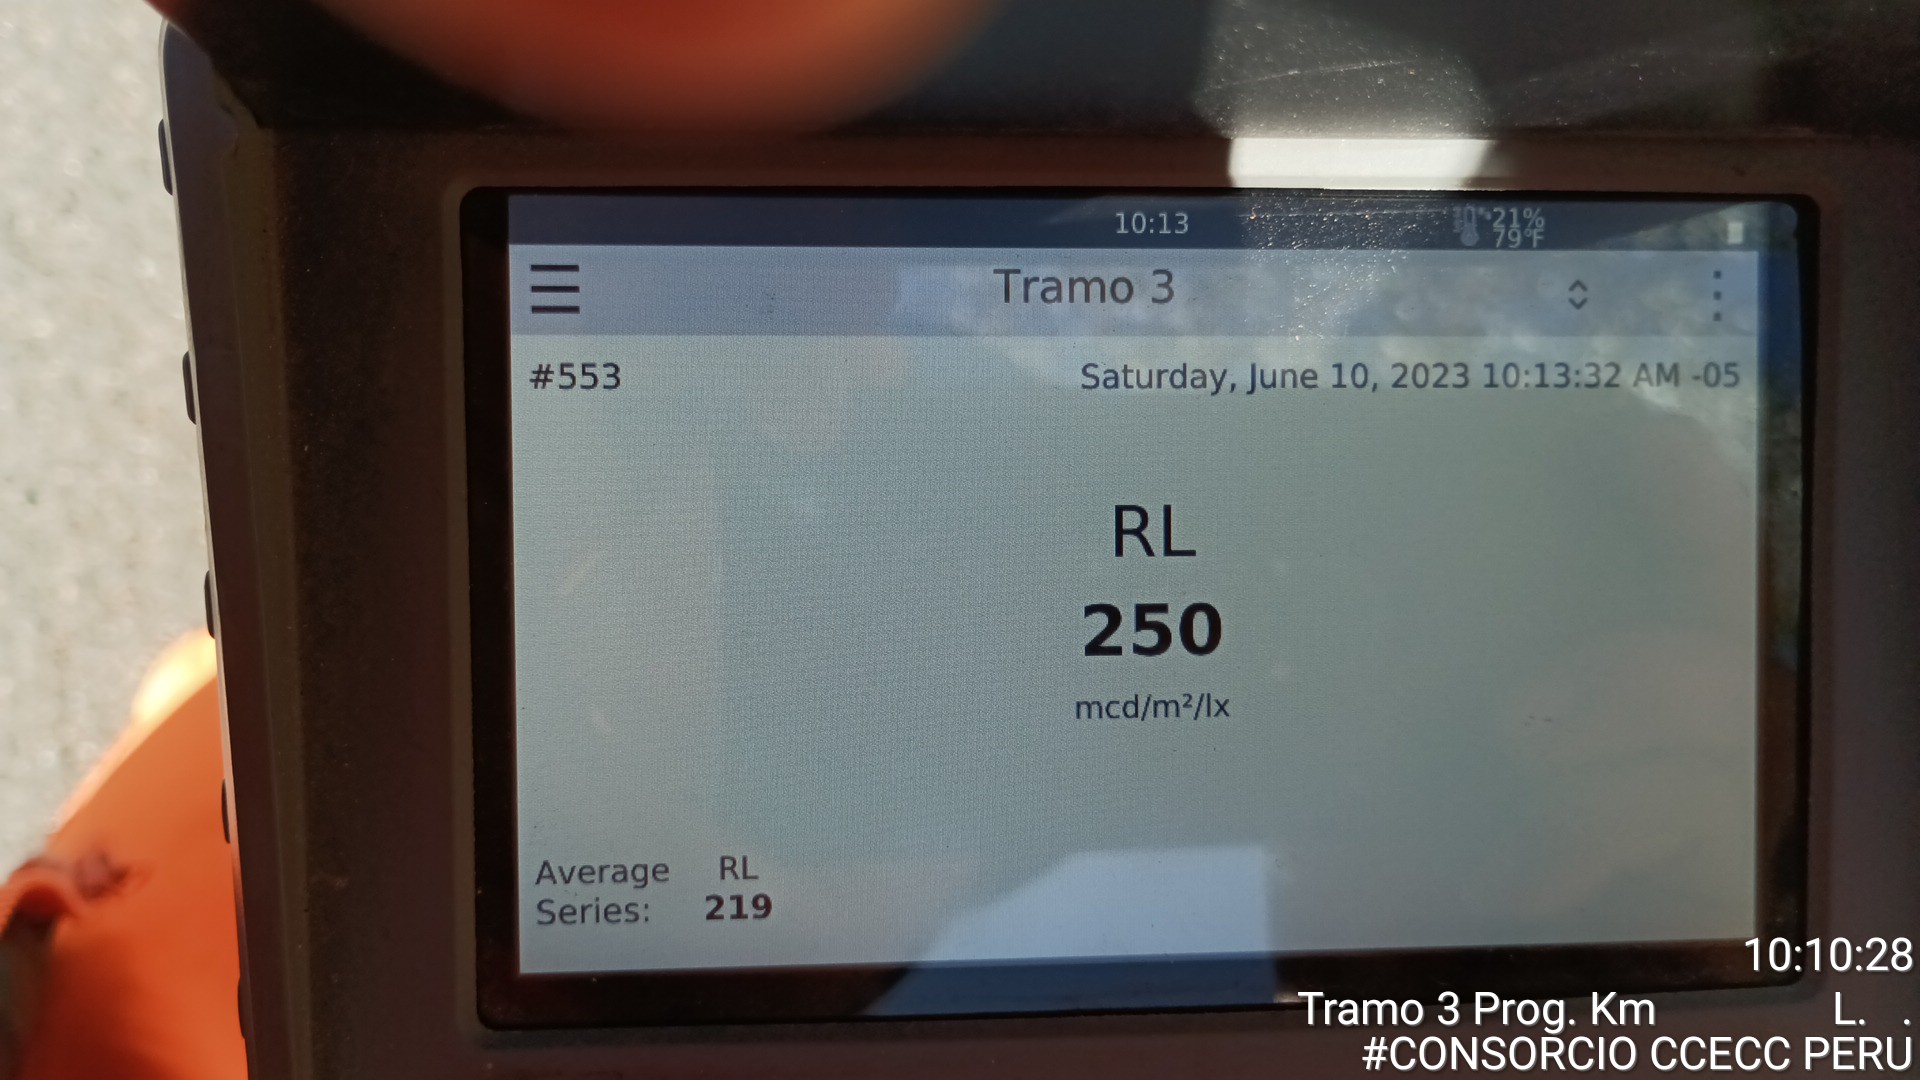 10:13
21%
79°F
Tramo 3
#553
Saturday, June 10, 2023 10:13:32 AM -05
RL
250
mcd/m²/lx
Average RL
Series: 219
10:10:28
Tramo 3 Prog. Km L. .
#CONSORCIO CCECC PERU